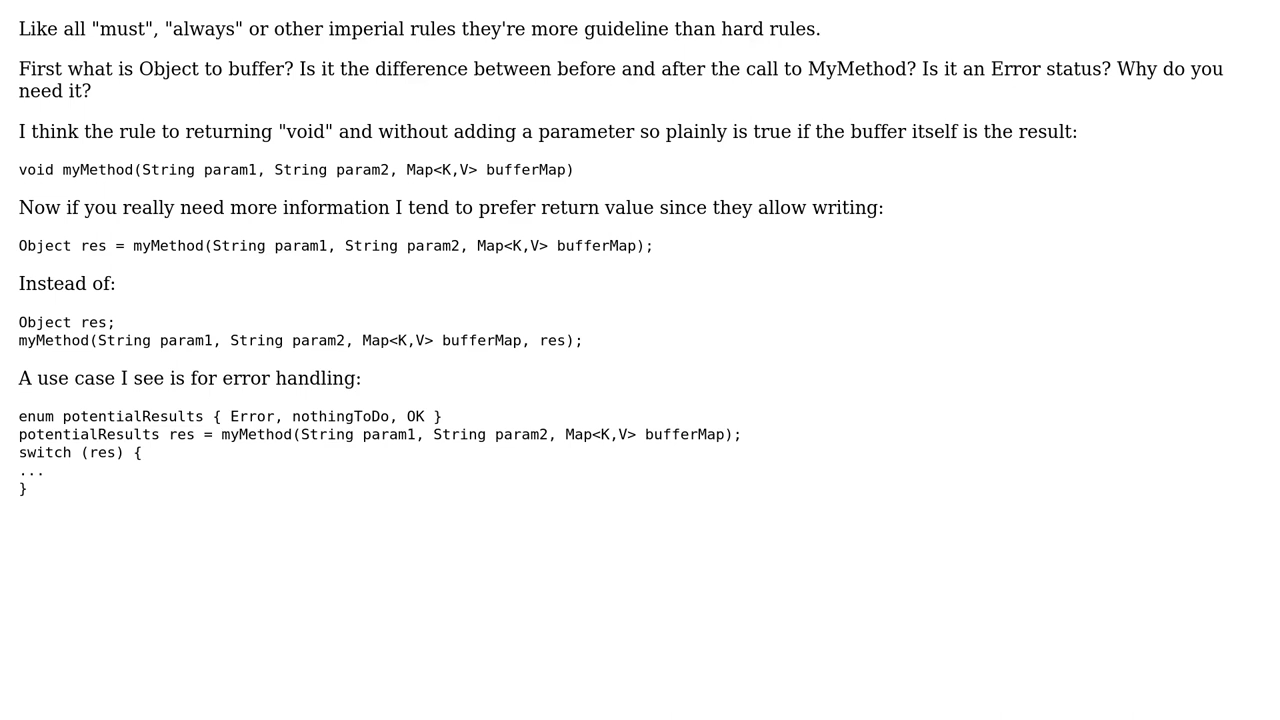 Like all "must", "always" or other imperial rules they're more guideline than hard rules.
First what is Object to buffer? Is it the difference between before and after the call to MyMethod? Is it an Error status? Why do you
need it?
I think the rule to returning "void" and without adding a parameter so plainly is true if the buffer itself is the result:
void myMethod(String param1, String param2, Map<K,V> bufferMap)
Now if you really need more information I tend to prefer return value since they allow writing:
Object res = myMethod(String param1, String param2, Map<K,V> bufferMap);
Instead of:
Object res;
myMethod(String param1, String param2, Map<K,V> bufferMap, res);
A use case I see is for error handling:
enum potentialResults { Error, nothingToDo, OK }
potentialResults res = myMethod(String param1, String param2, Map<K,V> bufferMap);
switch (res) {
...
}